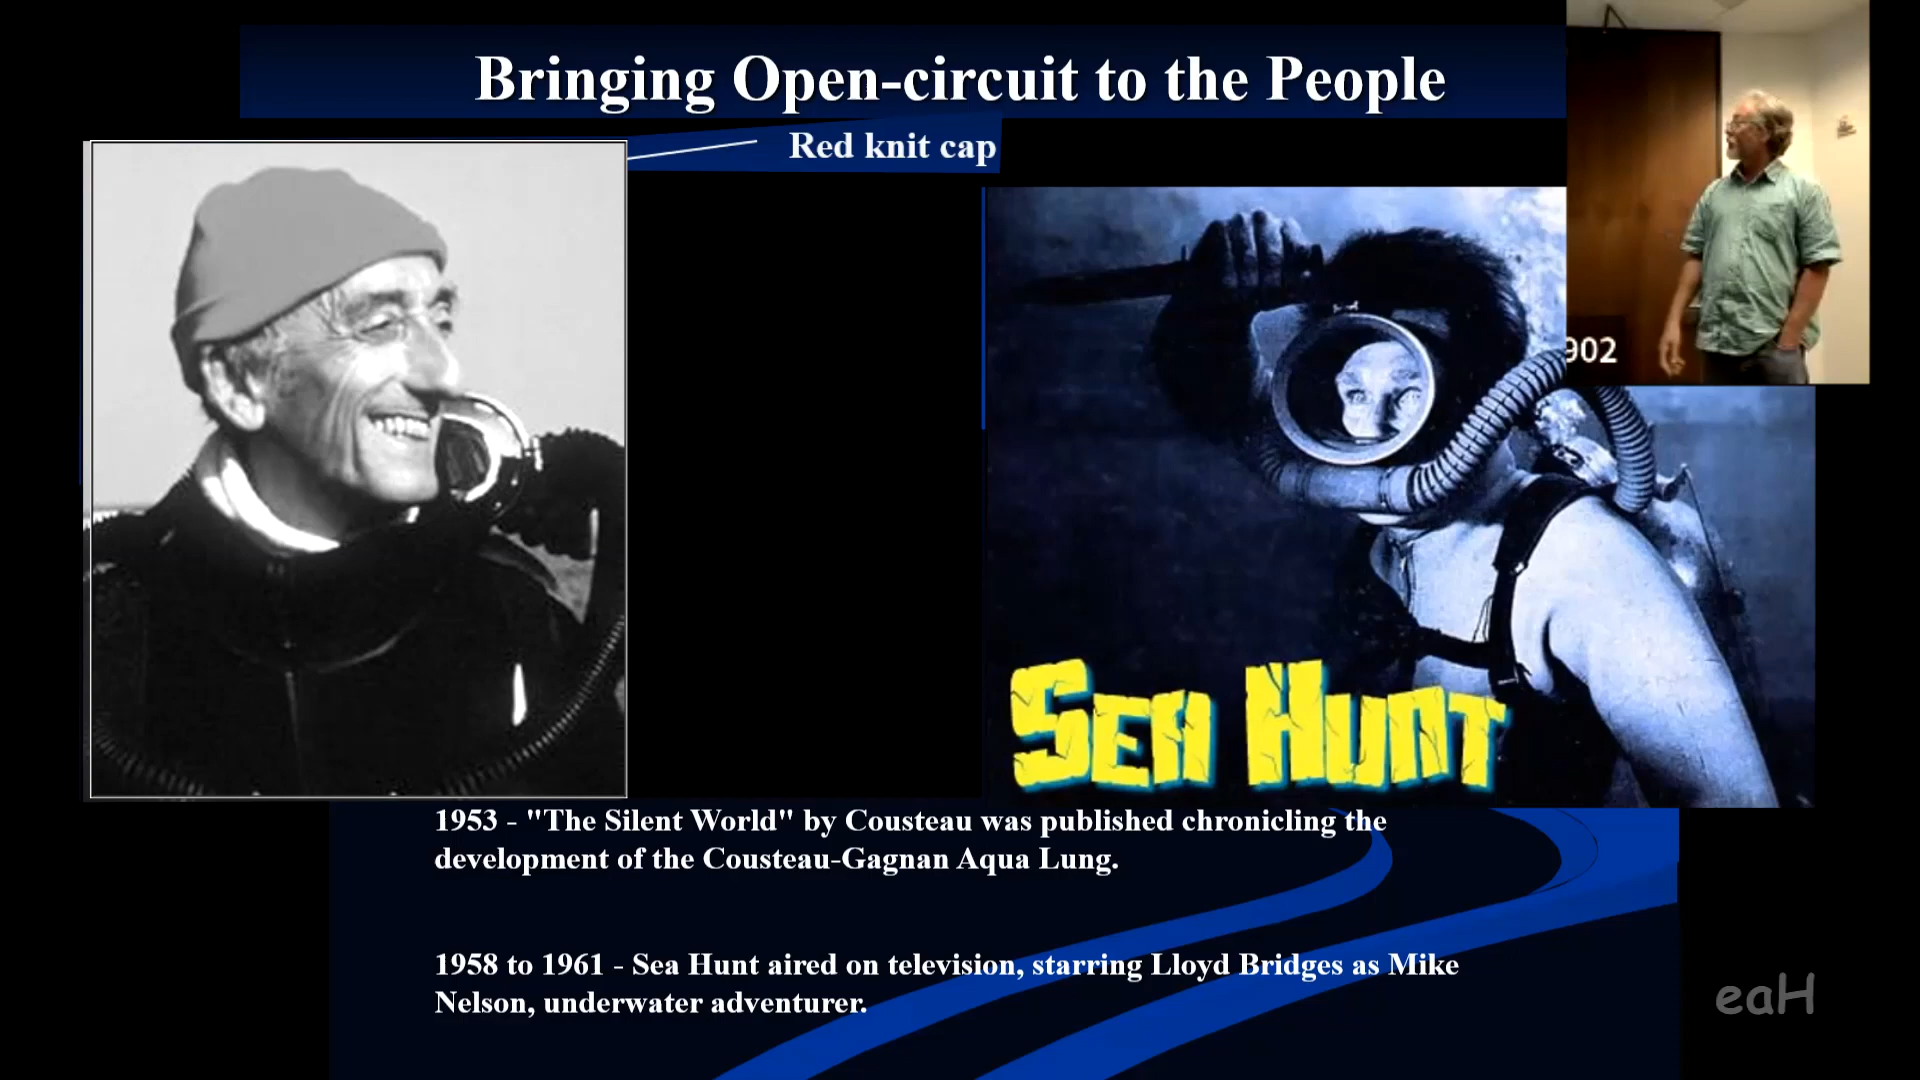 Bringing Open-circuit to the People
Red knit cap
902
SEA HUNT
1953 - "The Silent World" by Cousteau was published chronicling the
development of the Cousteau-Gagnan Aqua Lung.
1958 to 1961 - Sea Hunt aired on television, starring Lloyd Bridges as Mike
Nelson, underwater adventurer.
eaH